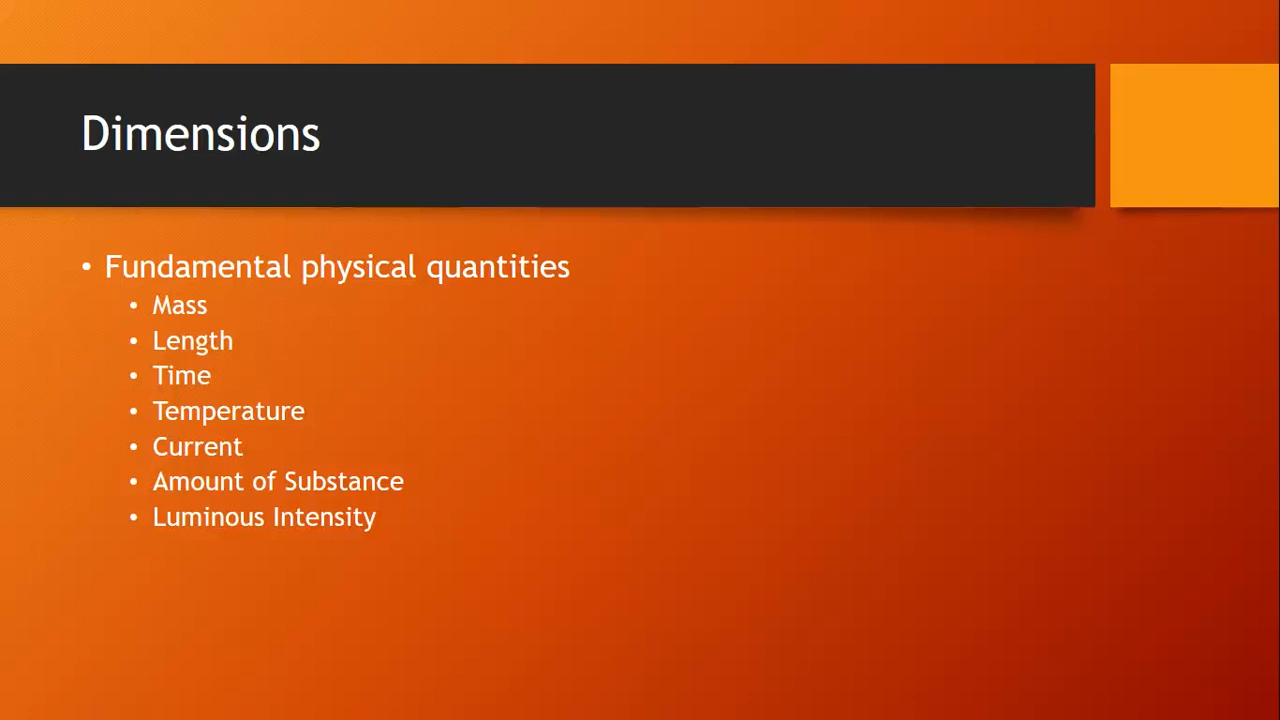 Dimensions
• Fundamental physical quantities
• Mass
• Length
• Time
• Temperature
• Current
• Amount of Substance
• Luminous Intensity